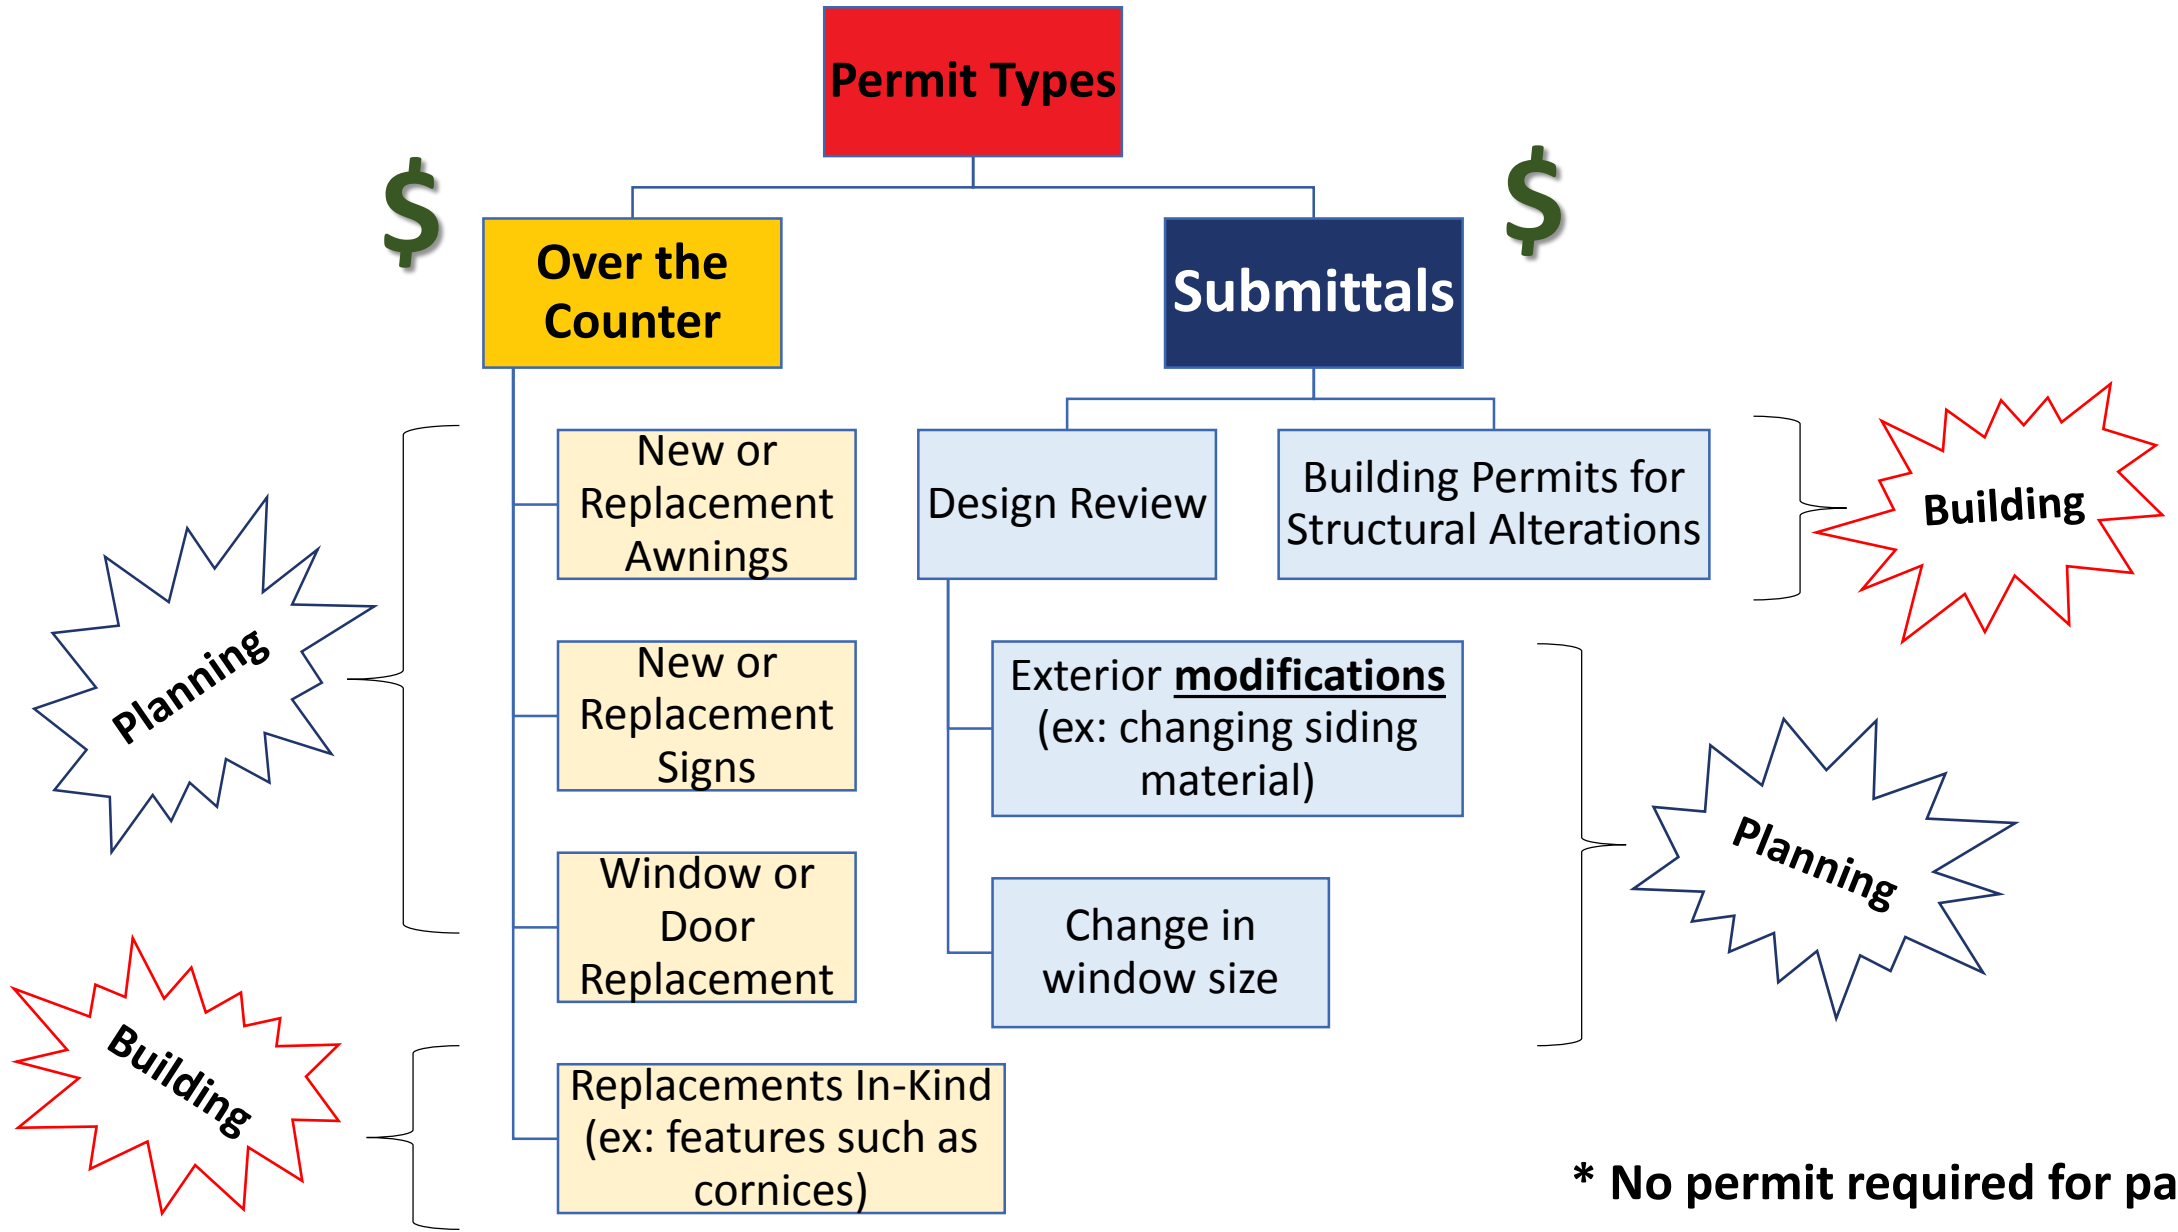 Permit Types
$
$
Over the
Counter
Submittals
New or
Replacement
Awnings
Design Review
Building Permits for
Structural Alterations
Building
Planning
New or
Replacement
Signs
Exterior modifications
(ex: changing siding
material)
Planning
Window or
Door
Replacement
Change in
window size
Building
Replacements In-Kind
(ex: features such as
cornices)
* No permit required for pa